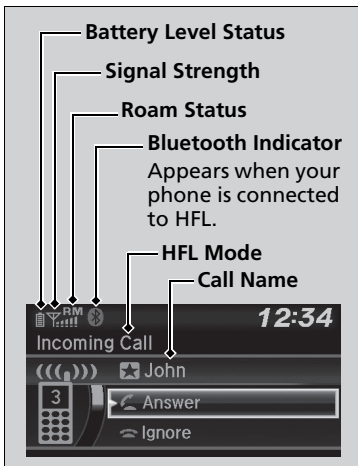 Battery Level Status
Signal Strength
Roam Status
Bluetooth Indicator
Appears when your
phone is connected
to HFL.
HFL Mode
Call Name
RM
12:34
Incoming Call
John
3
Answer
Ignore